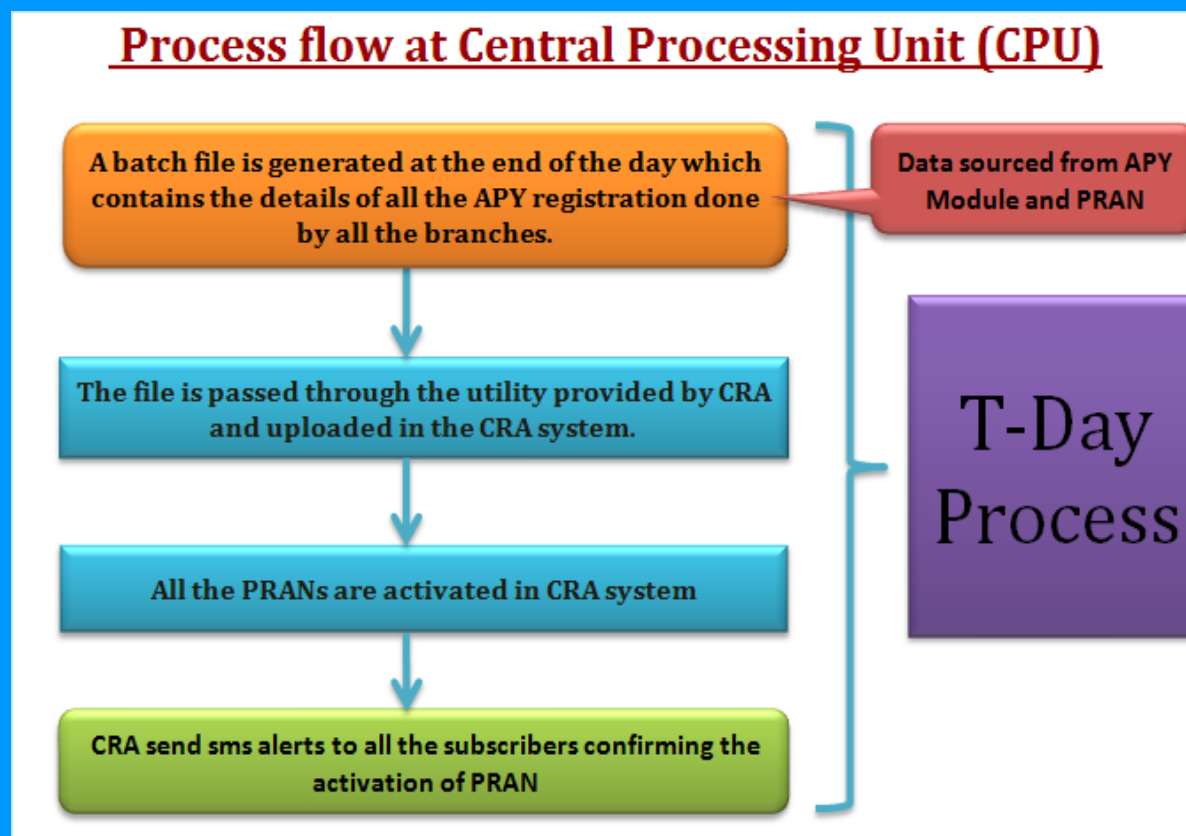 Process flow at Central Processing Unit (CPU)
A batch file is generated at the end of the day which
contains the details of all the APY registration done
by all the branches.
Data sourced from APY
Module and PRAN
The file is passed through the utility provided by CRA
and uploaded in the CRA system.
All the PRANs are activated in CRA system
CRA send sms alerts to all the subscribers confirming the
activation of PRAN
T-Day
Process